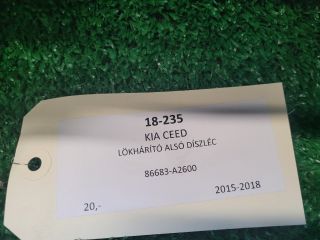 18-235
KIA CEED
LÖKHÁRÍTÓ ALSÓ DÍSZLÉC
86683-A2600
2015-2018
20,-